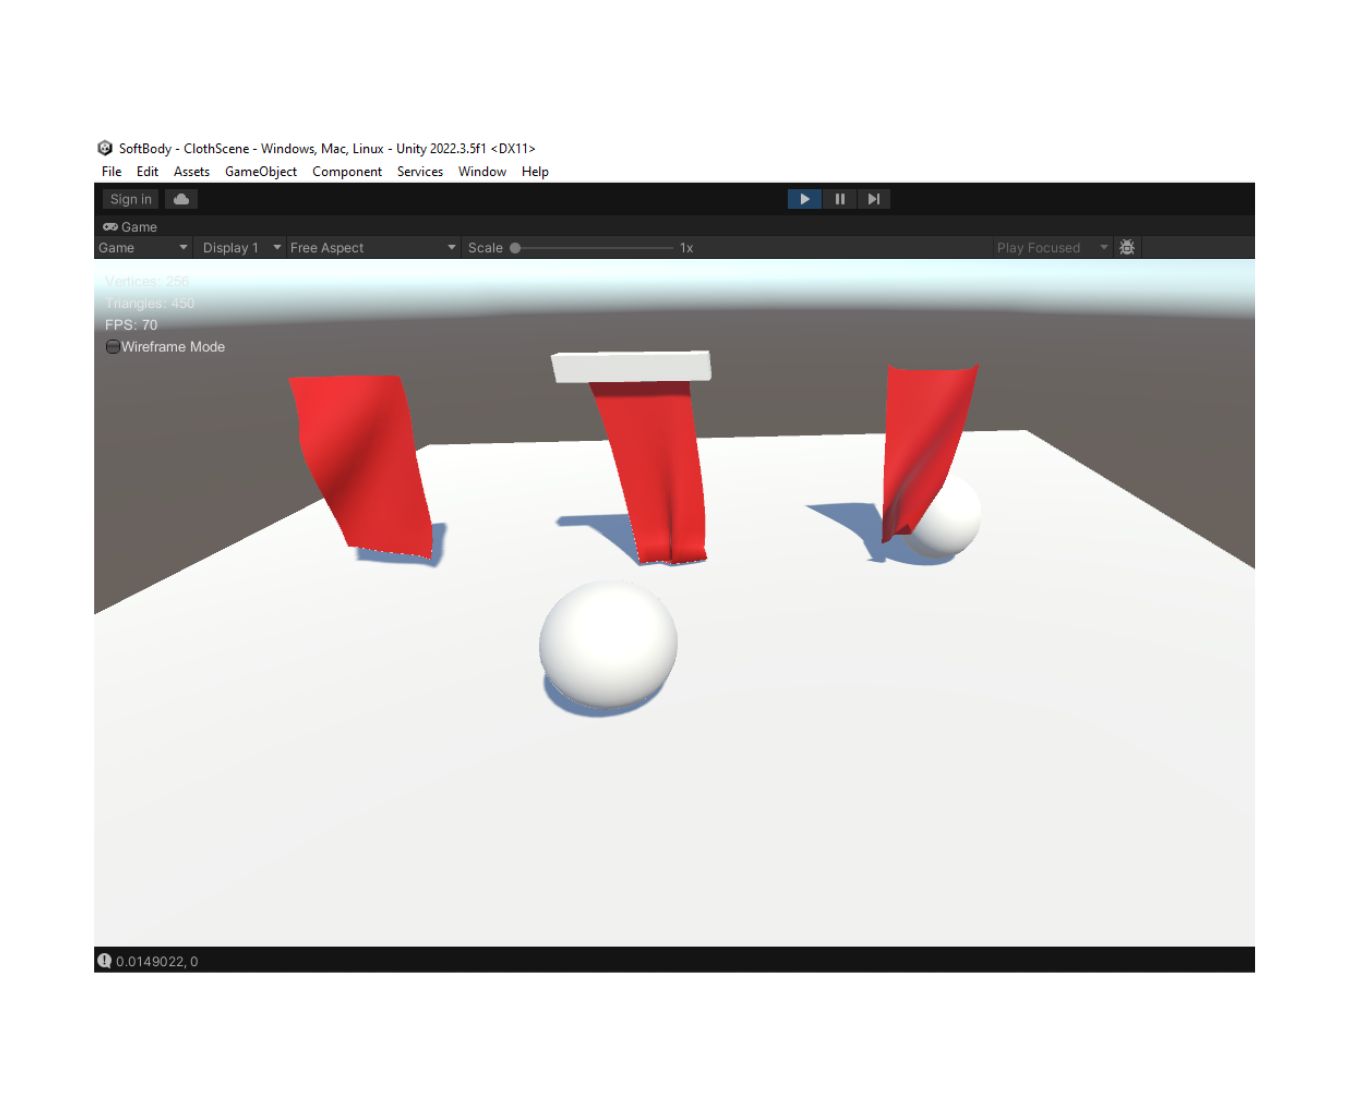 SoftBody - ClothScene - Windows, Mac, Linux - Unity 2022.3.5f1 <DX11>
File Edit Assets GameObject Component Services Window Help
Sign in
Game
Game Display 1 Free Aspect Scale 1x Play Focused
Vertices: 256
Triangles: 450
FPS: 70
Wireframe Mode
0.0149022, 0